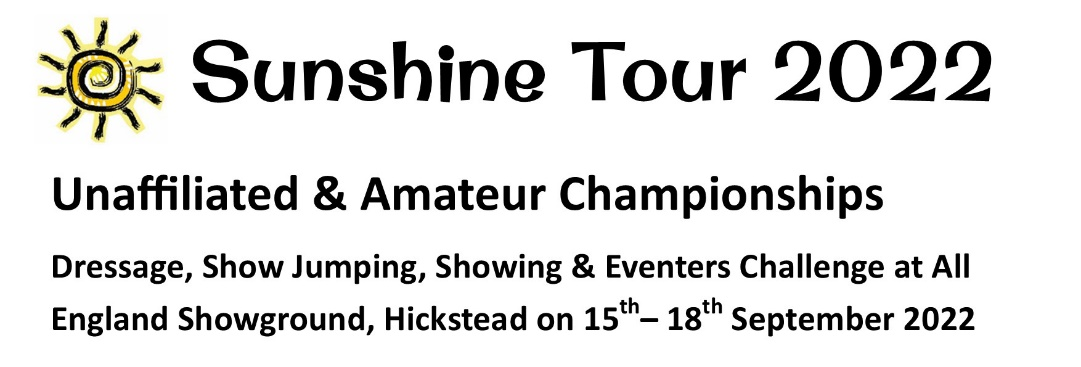 Sunshine Tour 2022
Unaffiliated & Amateur Championships
Dressage, Show Jumping, Showing & Eventers Challenge at All
England Showground, Hickstead on 15th– 18th September 2022